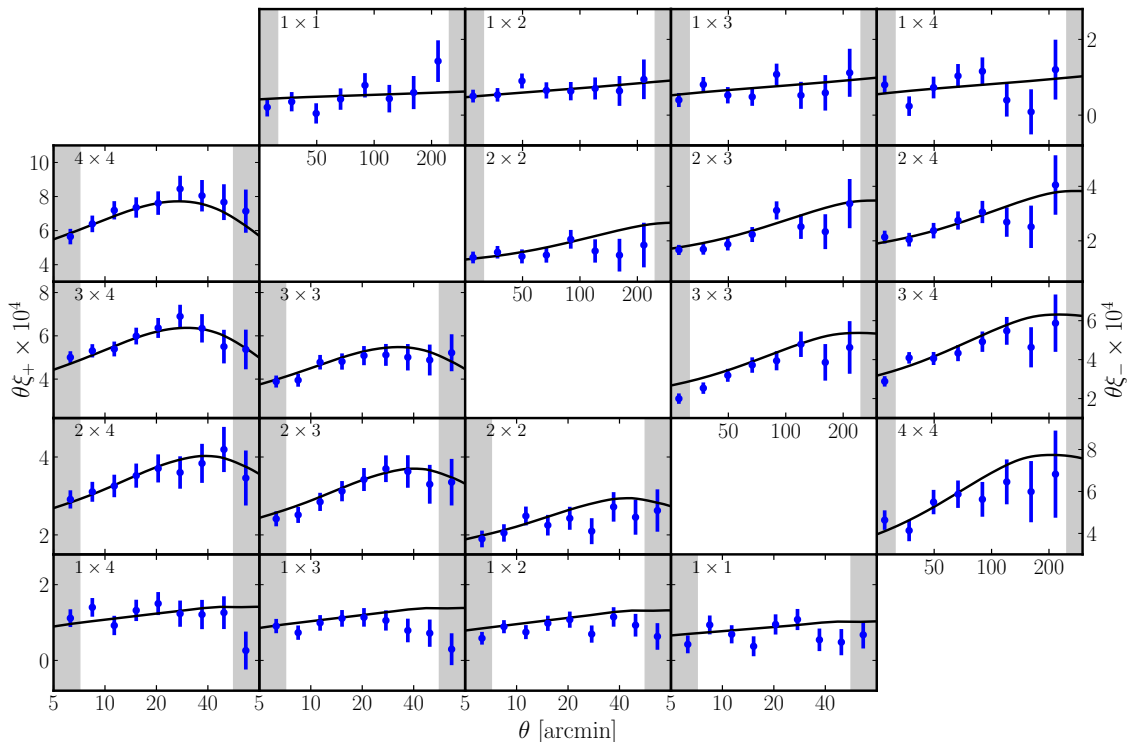 1 × 1 1 × 2 1 × 3 1 × 4 2
0
50 100 200
10 4 × 4 2 × 2 2 × 3 2 × 4 4
8
6 2
4
50 100 200
8 3 × 4 3 × 3 3 × 3 3 × 4
6 6
4 4
2
50 100 200
θξ₊ × 10⁴
θξ₋ × 10⁴
2 × 4 2 × 3 2 × 2 4 × 4
4 8
6
2 4
50 100 200
1 × 4 1 × 3 1 × 2 1 × 1
2
0
5 10 20 40 5 10 20 40 5 10 20 40 5 10 20 40
θ [arcmin]